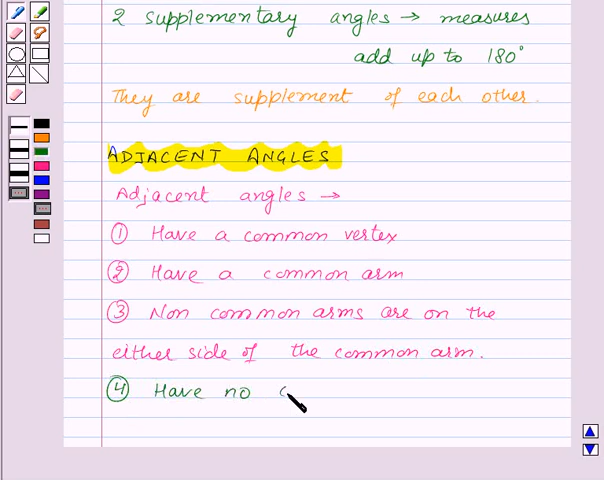 2 supplementary angles → measures
add up to 180°
They are supplement of each other.
ADJACENT ANGLES
Adjacent angles →
① Have a common vertex
② Have a common arm
③ Non common arms are on the
either side of the common arm.
④ Have no